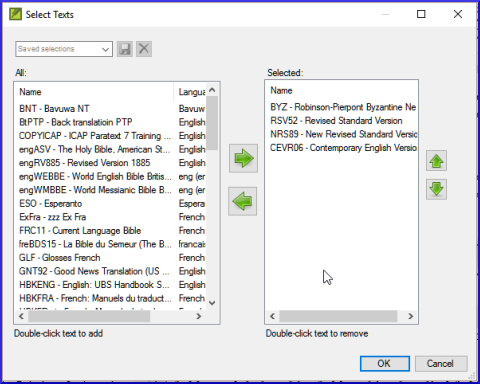 Select Texts
Saved selections
All:
Name Langua
BNT - Bavuwa NT Bavuw
BtPTP - Back translatioin PTP English
COPYICAP - ICAP Paratext 7 Training ... English
engASV - The Holy Bible, American St... English
engRV885 - Revised Version 1885 English
engWEBBE - World English Bible Britis... eng (en
engWMBBE - World Messianic Bible B... eng (en
ESO - Esperanto Espera
ExFra - zzz Ex Fra French
FRC11 - Current Language Bible French
freBDS15 - La Bible du Semeur (The B... francais
GLF - Glosses French French
GNT92 - Good News Translation (US ... English
HBKENG - English: UBS Handbook S... English
HBKFRA - French: Manuels du traduct... French
Double-click text to add
Selected:
Name
BYZ - Robinson-Pierpont Byzantine Ne
RSV52 - Revised Standard Version
NRS89 - New Revised Standard Versic
CEVR06 - Contemporary English Versio
Double-click text to remove
OK Cancel